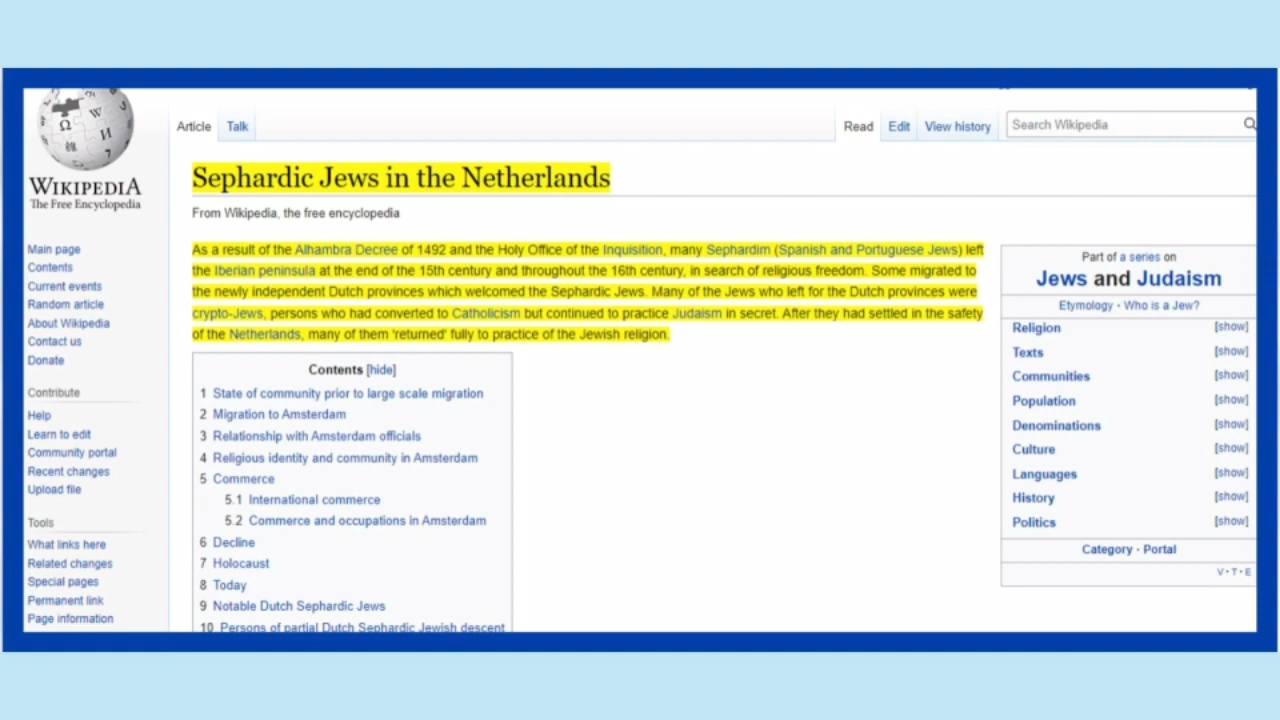 Article
Talk
Read
Edit
View history
Search Wikipedia
WIKIPEDIA
The Free Encyclopedia
Sephardic Jews in the Netherlands
From Wikipedia, the free encyclopedia
As a result of the Alhambra Decree of 1492 and the Holy Office of the Inquisition, many Sephardim (Spanish and Portuguese Jews) left
the Iberian peninsula at the end of the 15th century and throughout the 16th century, in search of religious freedom. Some migrated to
the newly independent Dutch provinces which welcomed the Sephardic Jews. Many of the Jews who left for the Dutch provinces were
crypto-Jews, persons who had converted to Catholicism but continued to practice Judaism in secret. After they had settled in the safety
of the Netherlands, many of them 'returned' fully to practice of the Jewish religion.
Main page
Contents
Current events
Random article
About Wikipedia
Contact us
Donate
Contribute
Help
Learn to edit
Community portal
Recent changes
Upload file
Tools
What links here
Related changes
Special pages
Permanent link
Page information
Contents [hide]
1 State of community prior to large scale migration
2 Migration to Amsterdam
3 Relationship with Amsterdam officials
4 Religious identity and community in Amsterdam
5 Commerce
5.1 International commerce
5.2 Commerce and occupations in Amsterdam
6 Decline
7 Holocaust
8 Today
9 Notable Dutch Sephardic Jews
10 Persons of partial Dutch Sephardic Jewish descent
Part of a series on
Jews and Judaism
Etymology · Who is a Jew?
Religion [show]
Texts [show]
Communities [show]
Population [show]
Denominations [show]
Culture [show]
Languages [show]
History [show]
Politics [show]
Category · Portal
V · T · E